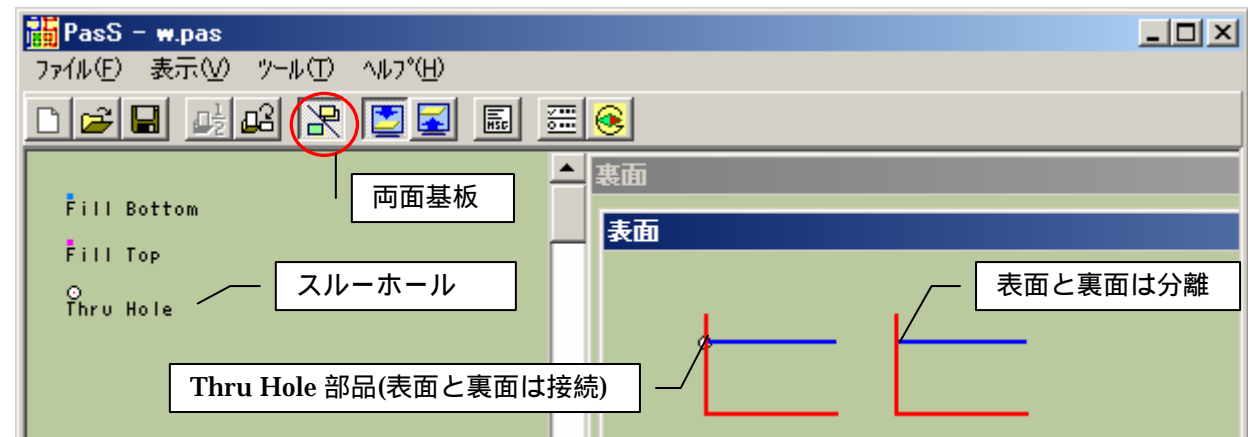 PasS - w.pas
ファイル(F) 表示(V) ツール(T) ヘルプ(H)
MSG
両面基板
Fill Bottom
Fill Top
Thru Hole
スルーホール
裏面
表面
表面と裏面は分離
Thru Hole 部品(表面と裏面は接続)